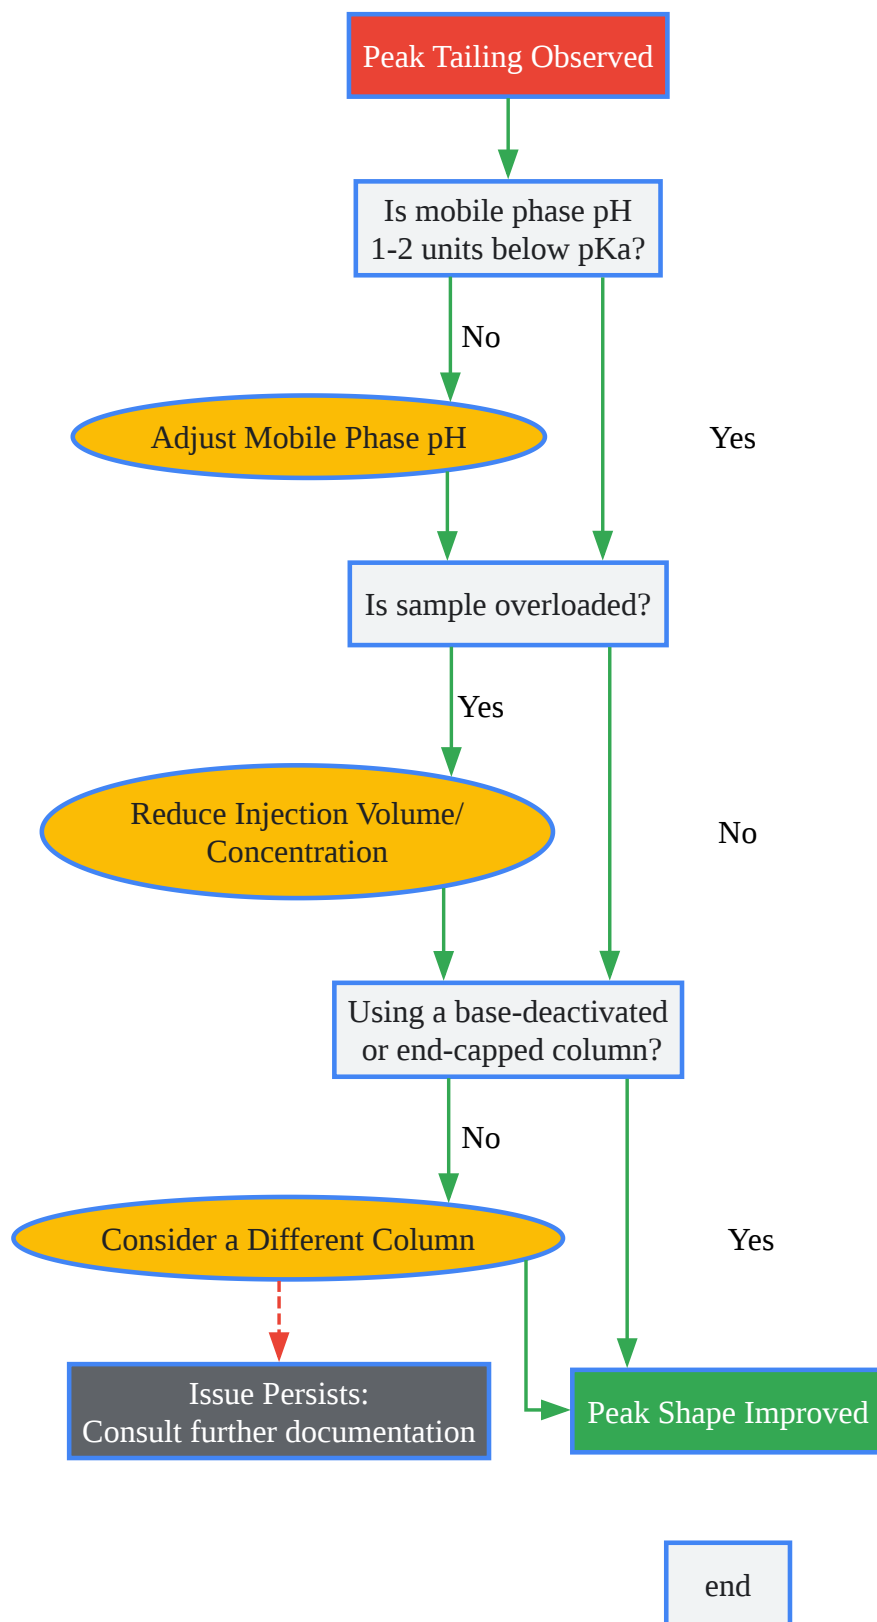 Peak Tailing Observed
Is mobile phase pH
1-2 units below pKa?
No
Adjust Mobile Phase pH
Yes
Is sample overloaded?
Yes
Reduce Injection Volume/
Concentration
No
Using a base-deactivated
or end-capped column?
No
Consider a Different Column
Yes
Issue Persists:
Consult further documentation
Peak Shape Improved
end